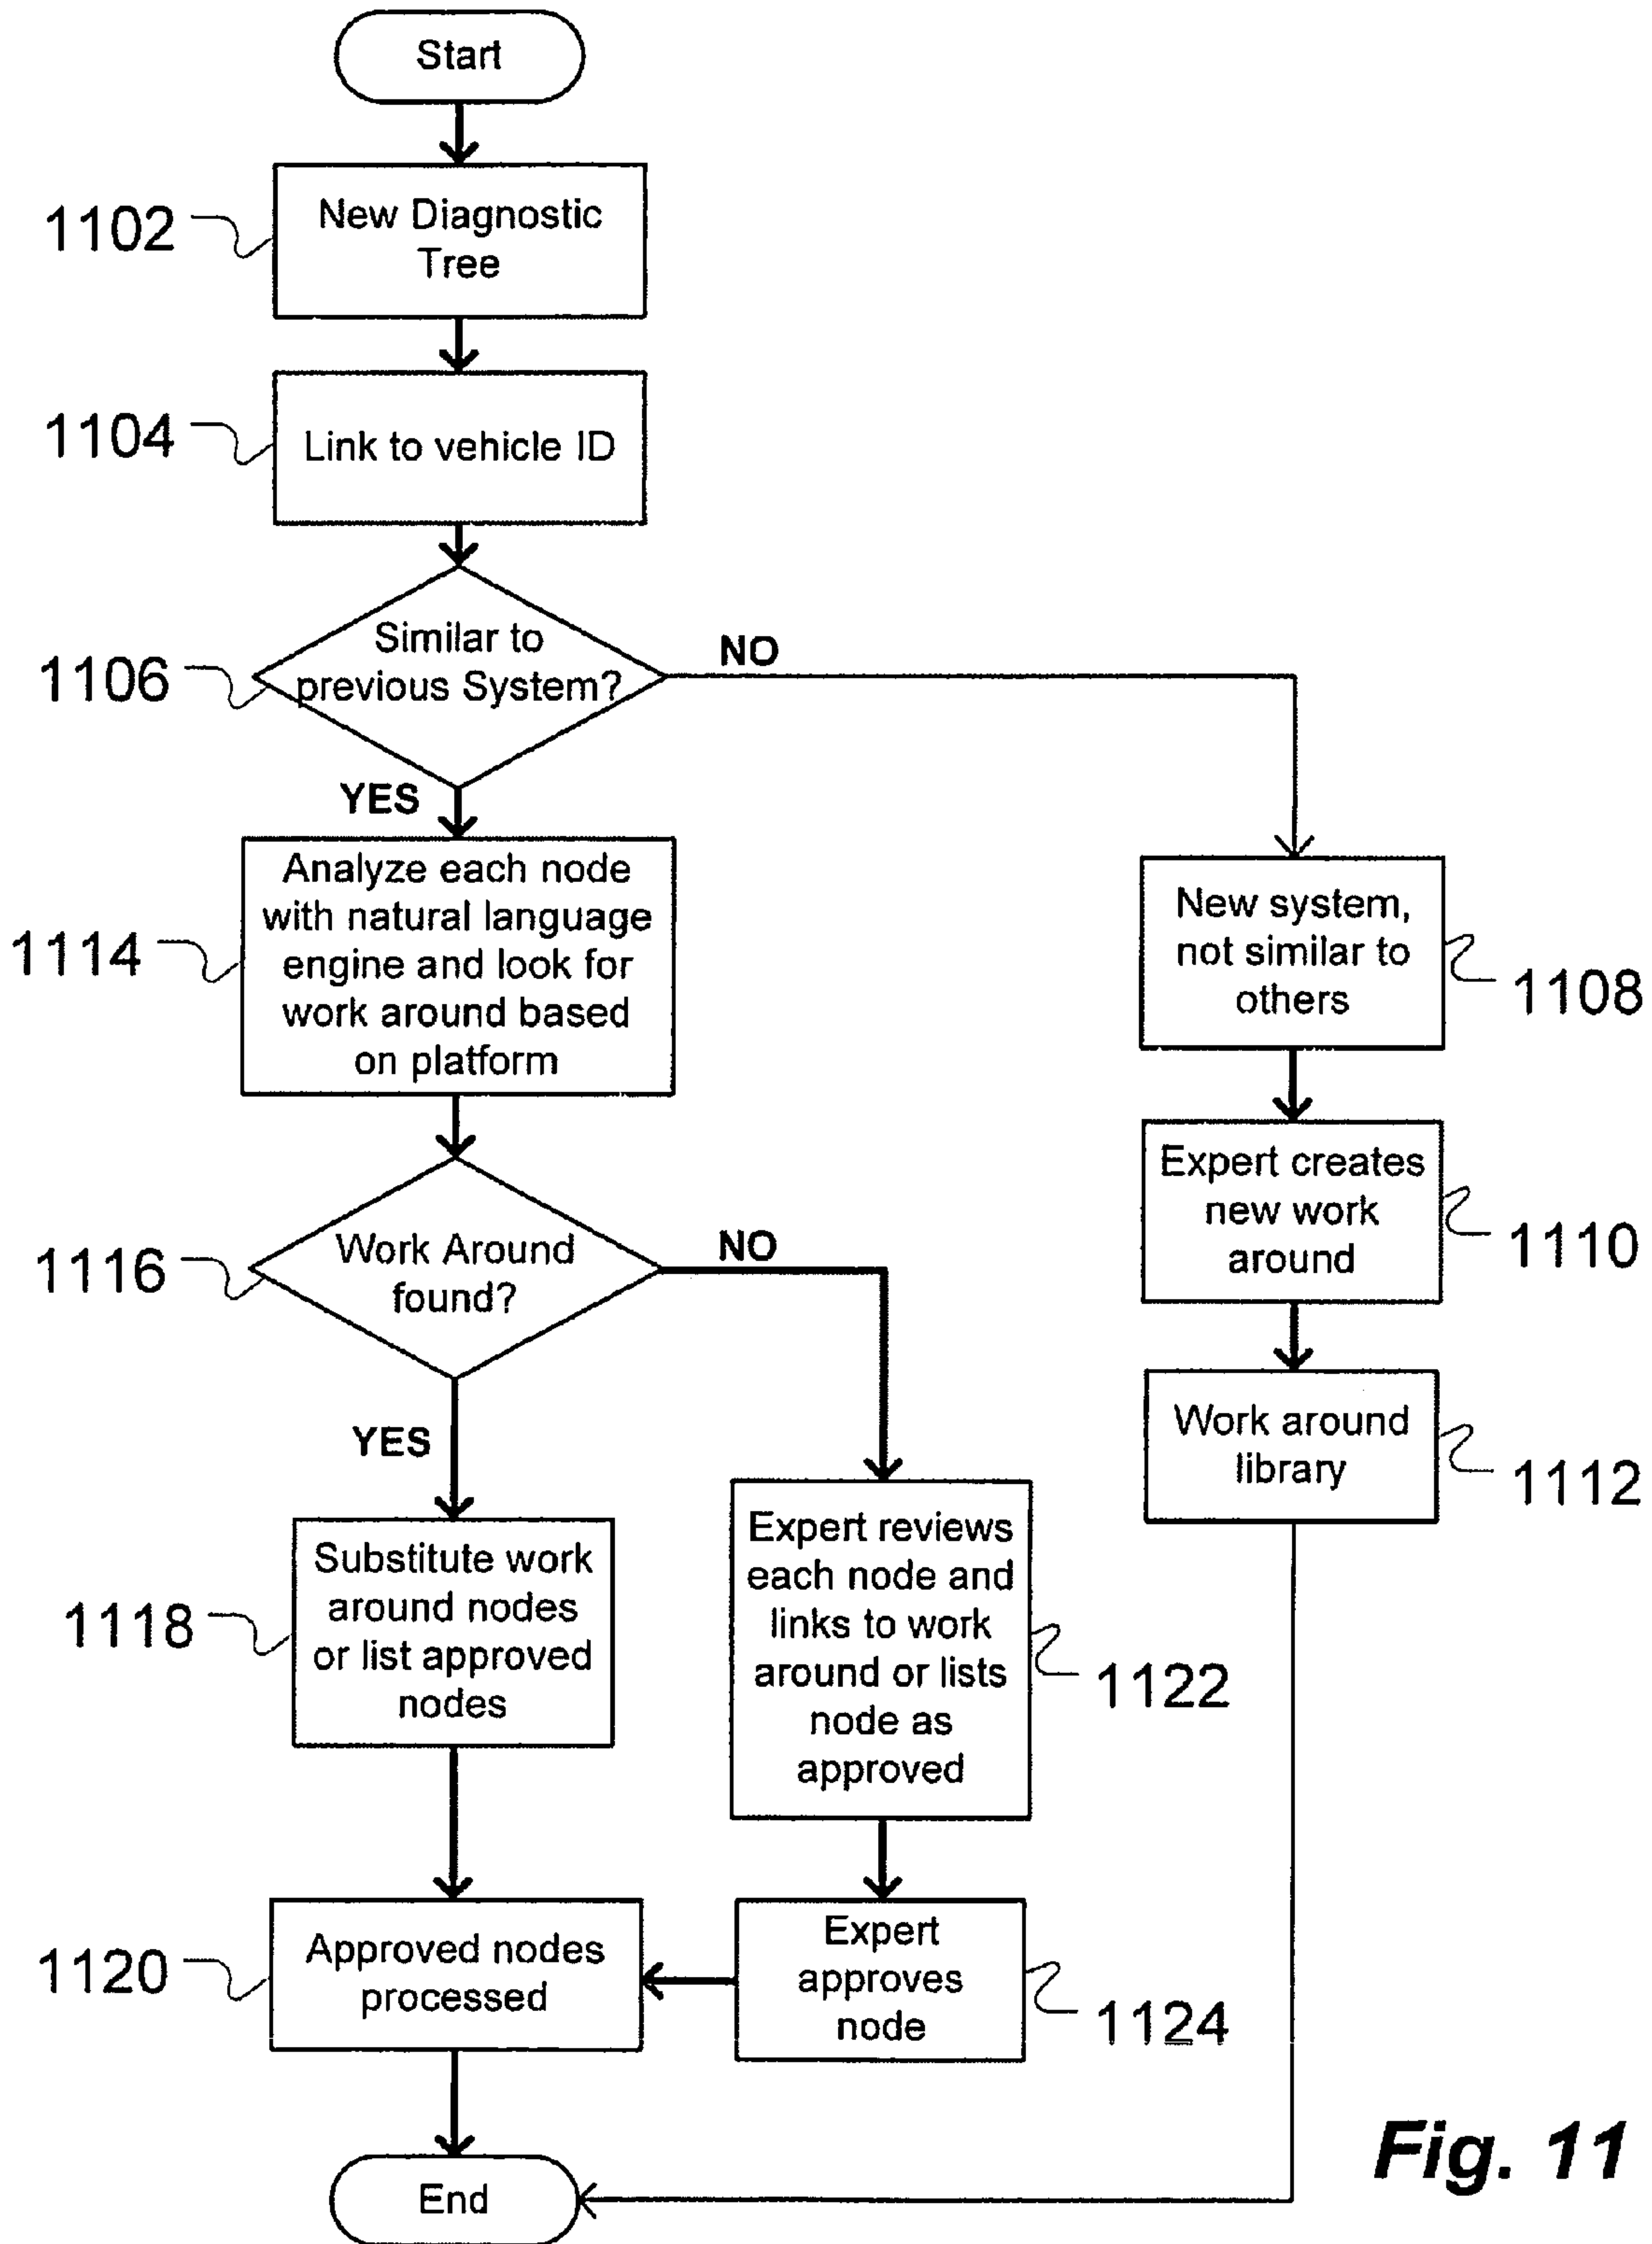 Start
1102
New Diagnostic
Tree
1104
Link to vehicle ID
1106
Similar to
previous System?
NO
YES
1114
Analyze each node
with natural language
engine and look for
work around based
on platform
New system,
not similar to
others
1108
Expert creates
new work
around
1110
1116
Work Around
found?
NO
YES
Work around
library
1112
1118
Substitute work
around nodes
or list approved
nodes
Expert reviews
each node and
links to work
around or lists
node as
approved
1122
1120
Approved nodes
processed
Expert
approves
node
1124
End
Fig. 11